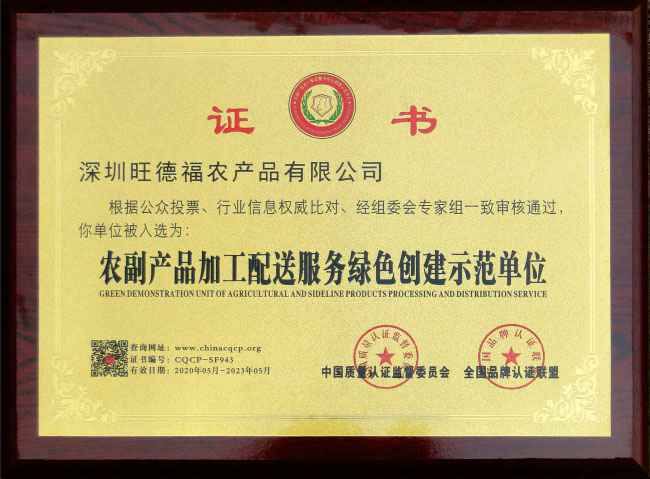 证书
深圳旺德福农产品有限公司
根据公众投票、行业信息权威比对、经组委会专家组一致审核通过，
你单位被入选为：
农副产品加工配送服务绿色创建示范单位
GREEN DEMONSTRATION UNIT OF AGRICULTURAL AND SIDELINE PRODUCTS PROCESSING AND DISTRIBUTION SERVICE
查询网址：www.chinacqcp.org
证书编号：CQCP-SF943
有效日期：2020年05月-2023年05月
中国质量认证监督委员会 全国品牌认证联盟